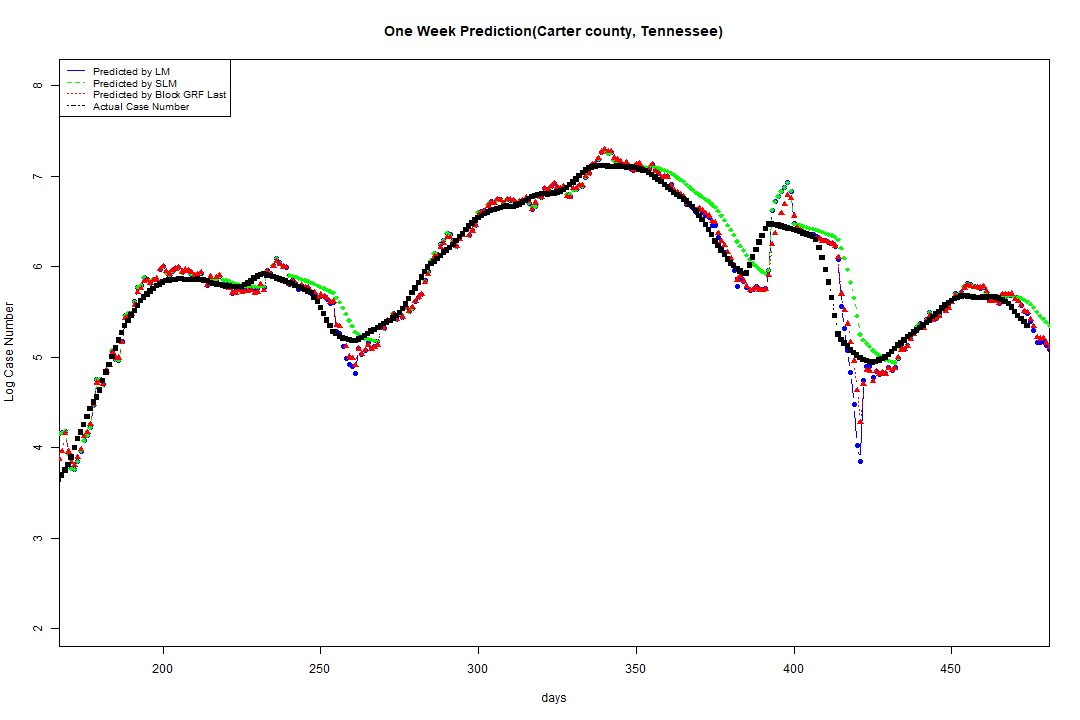 One Week Prediction(Carter county, Tennessee)
Predicted by LM
Predicted by SLM
Predicted by Block GRF Last
Actual Case Number
8
7
6
5
4
3
2
Log Case Number
200 250 300 350 400 450
days